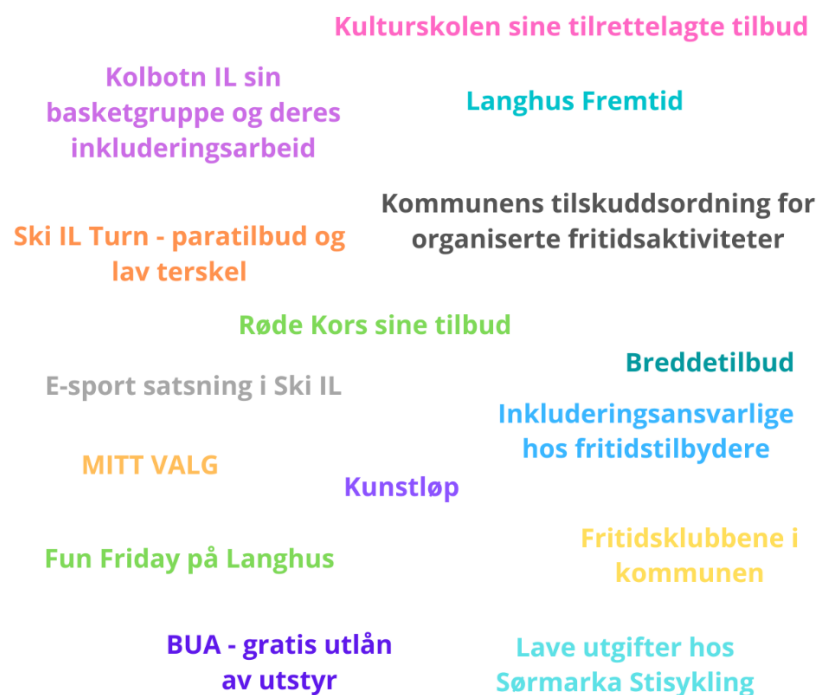 Kulturskolen sine tilrettelagte tilbud
Kolbotn IL sin
basketgruppe og deres
inkluderingsarbeid
Langhus Fremtid
Kommunens tilskuddsordning for
organiserte fritidsaktiviteter
Ski IL Turn - paratilbud og
lav terskel
Røde Kors sine tilbud
Breddetilbud
E-sport satsning i Ski IL
Inkluderingsansvarlige
hos fritidstilbydere
MITT VALG
Kunstløp
Fun Friday på Langhus
Fritidsklubbene i
kommunen
BUA - gratis utlån
av utstyr
Lave utgifter hos
Sørmarka Stisykling